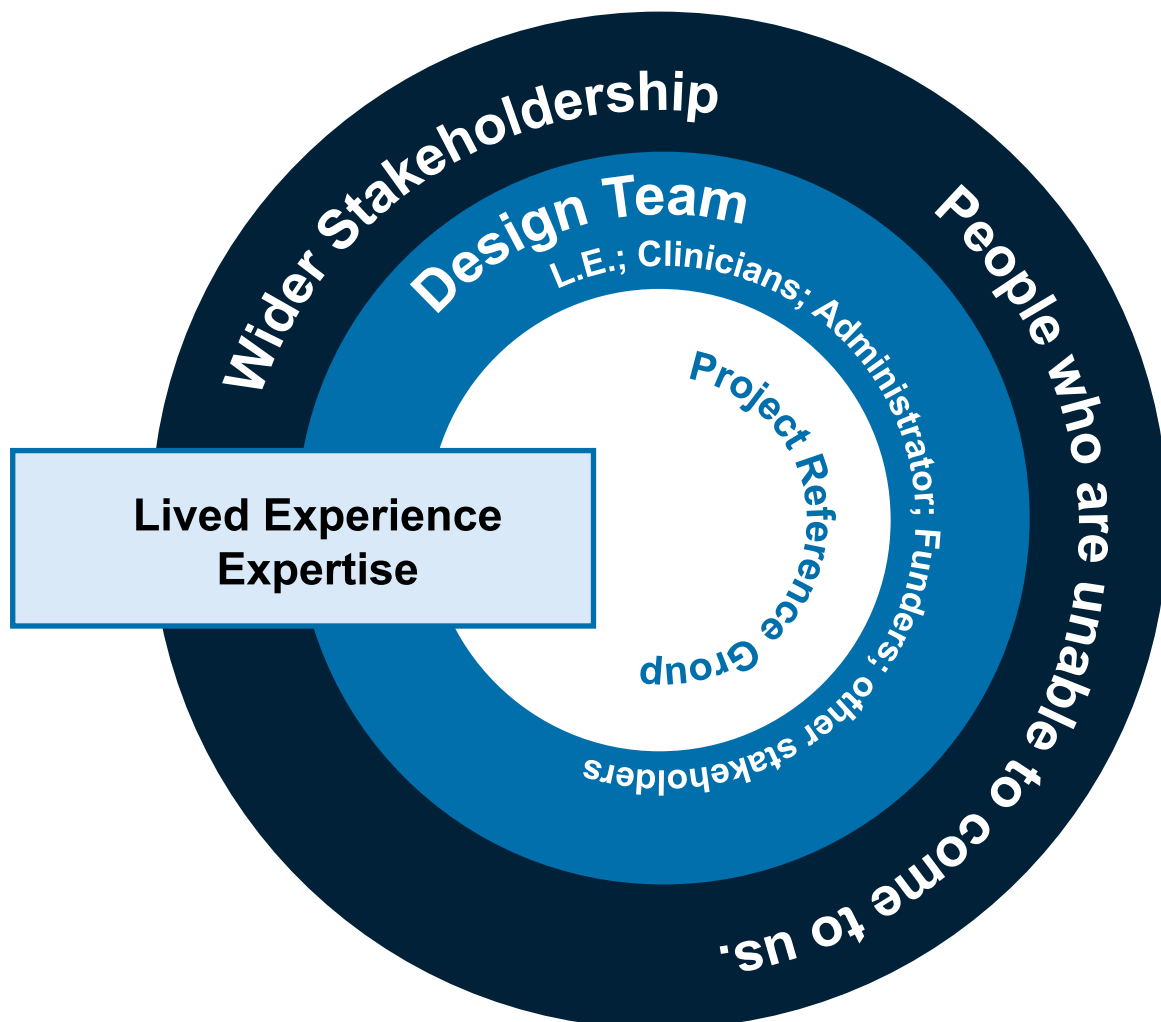 Wider Stakeholdership
People who are unable to come to us.
Design Team
L.E.; Clinicians; Administrator; Funders; other stakeholders
Project Reference Group
Lived Experience
Expertise